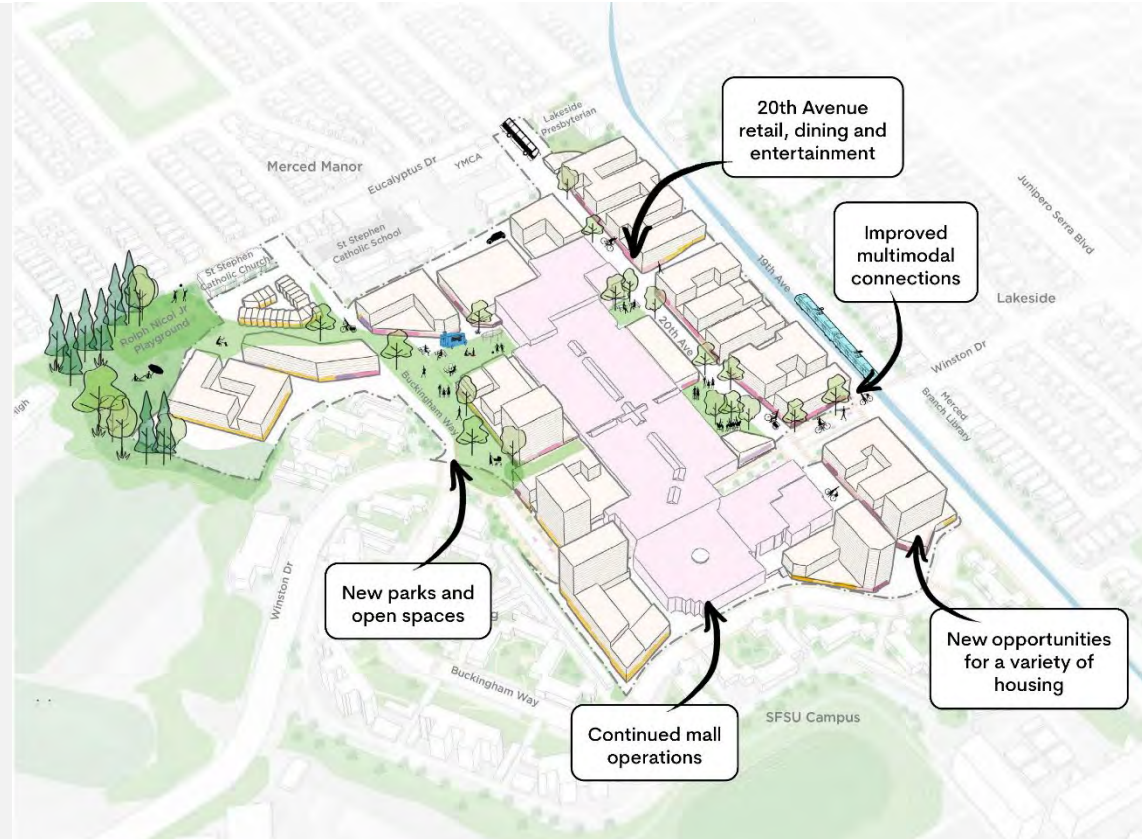 20th Avenue
retail, dining and
entertainment
Lakeside
Presbyterian
YMCA
Eucalyptus Dr
Merced Manor
St Stephen
Catholic School
St Stephen
Catholic Church
Rolph Nicol Jr
Playground
Junipero Serra Blvd
Improved
multimodal
connections
19th Ave
Lakeside
20th Ave
Winston Dr
Merced
Branch Library
Buckingham Way
New parks and
open spaces
Winston Dr
Buckingham Way
Continued mall
operations
New opportunities
for a variety of
housing
SFSU Campus